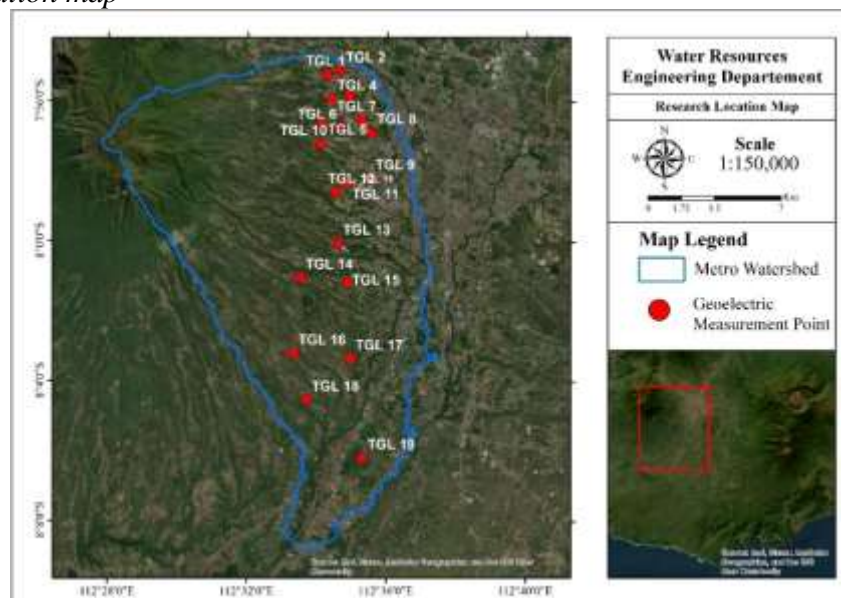 ation map
TGL 1
TGL 2
TGL 4
TGL 7
TGL 6
TGL 8
TGL 10
TGL 5
TGL 9
TGL 12
TGL 11
TGL 13
TGL 14
TGL 15
TGL 16
TGL 17
TGL 18
TGL 19
112°28'0"E
112°32'0"E
112°36'0"E
112°40'0"E
Water Resources
Engineering Departement
Research Location Map
N
W
S
Scale
1:150,000
Map Legend
Metro Watershed
Geoelectric
Measurement Point